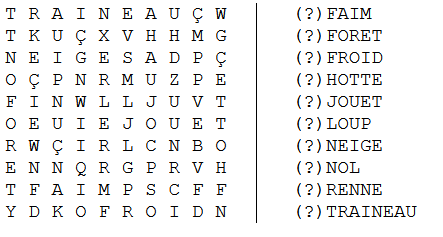 T R A I N E A U Ç W (?)FAIM
T K U Ç X V H H M G (?)FORET
N E I G E S A D P Ç (?)FROID
O Ç P N R M U Z P E (?)HOTTE
F I N W L L J U V T (?)JOUET
O E U I E J O U E T (?)LOUP
R W Ç I R L C N B O (?)NEIGE
E N N Q R G P R V H (?)NOL
T F A I M P S C F F (?)RENNE
Y D K O F R O I D N (?)TRAINEAU